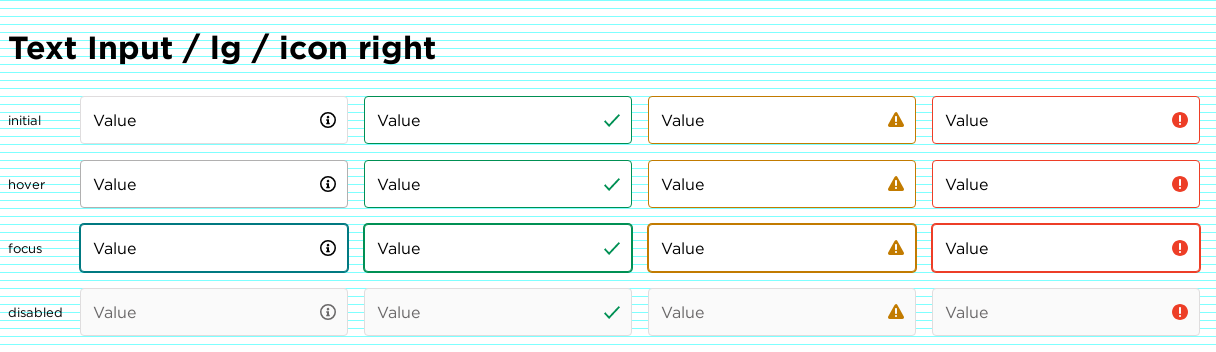 Text Input / lg / icon right
initial Value Value Value Value
hover Value Value Value Value
focus Value Value Value Value
disabled Value Value Value Value